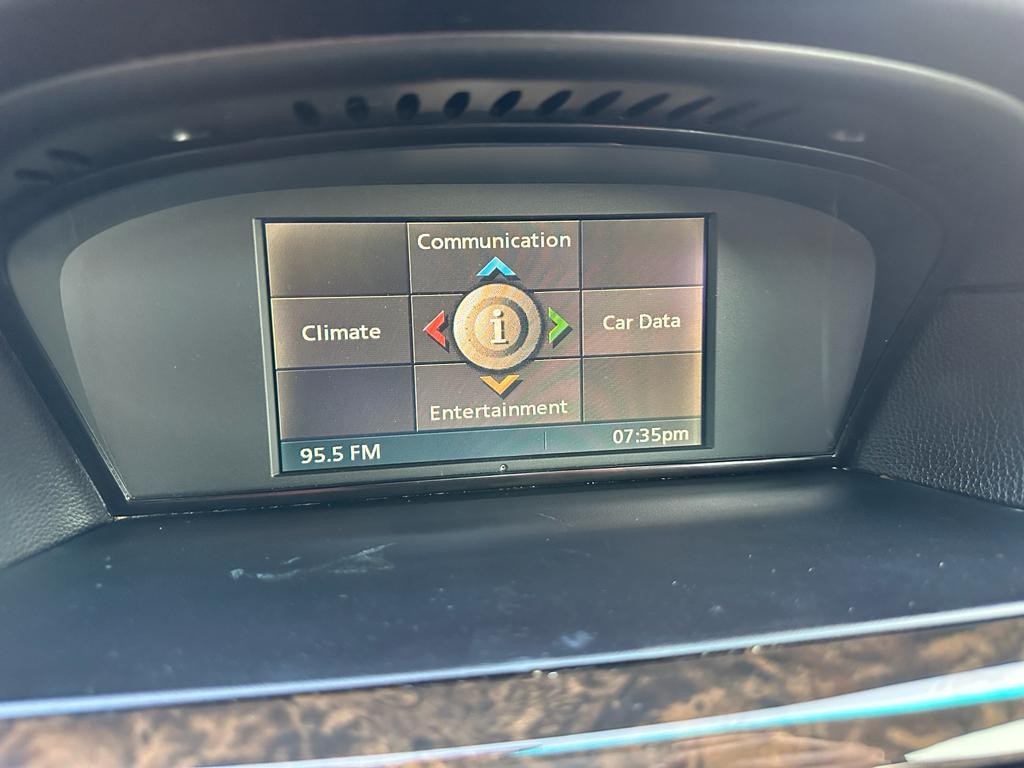 Communication
Climate
i
Car Data
Entertainment
95.5 FM
07:35pm